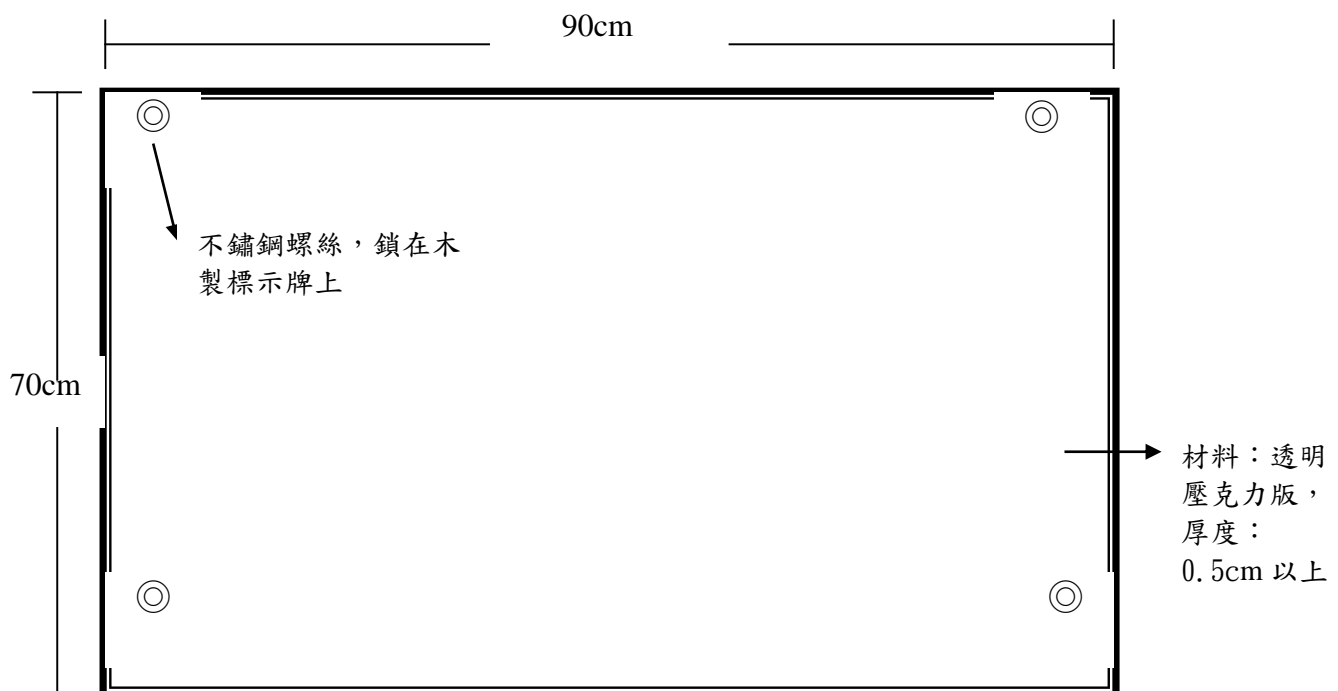 90cm
不鏽鋼螺絲，鎖在木
製標示牌上
70cm
材料：透明
壓克力版，
厚度：
0.5cm 以上